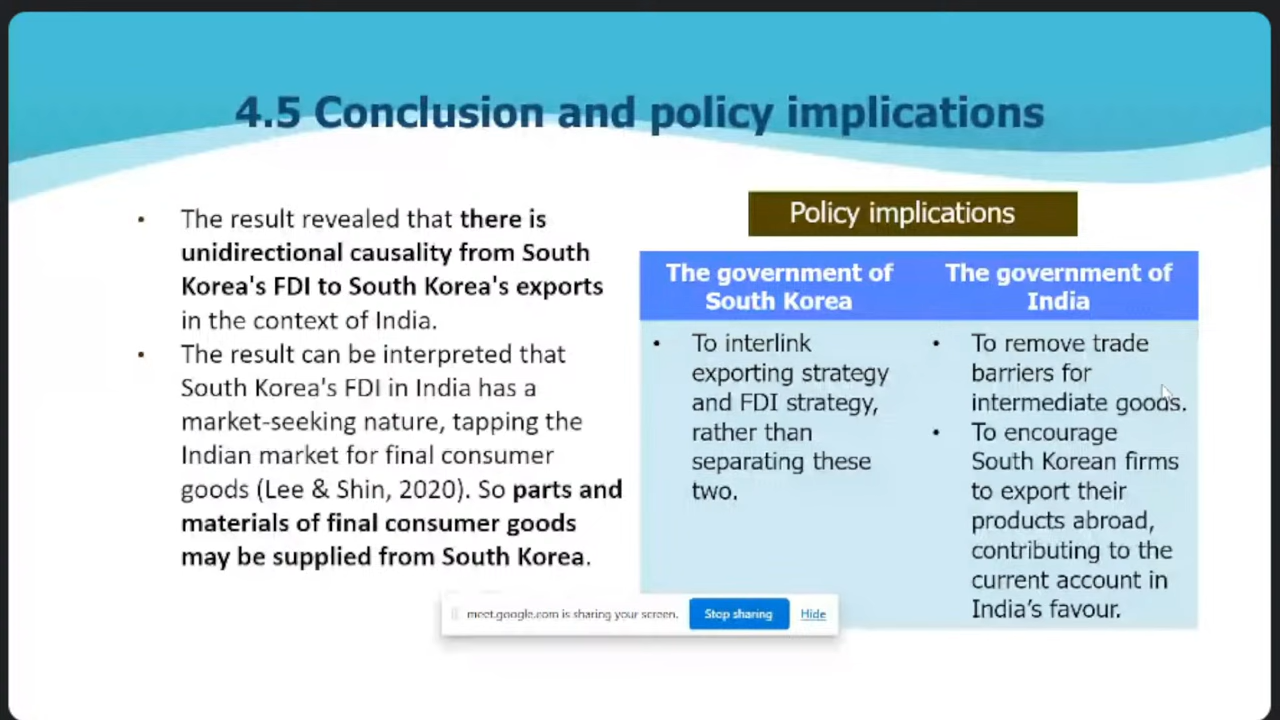 4.5 Conclusion and policy implications
• The result revealed that there is
unidirectional causality from South
Korea's FDI to South Korea's exports
in the context of India.
• The result can be interpreted that
South Korea's FDI in India has a
market-seeking nature, tapping the
Indian market for final consumer
goods (Lee & Shin, 2020). So parts and
materials of final consumer goods
may be supplied from South Korea.
Policy implications
The government of
South Korea
• To interlink
exporting strategy
and FDI strategy,
rather than
separating these
two.
The government of
India
• To remove trade
barriers for
intermediate goods.
• To encourage
South Korean firms
to export their
products abroad,
contributing to the
current account in
India's favour.
meet.google.com is sharing your screen. Stop sharing Hide